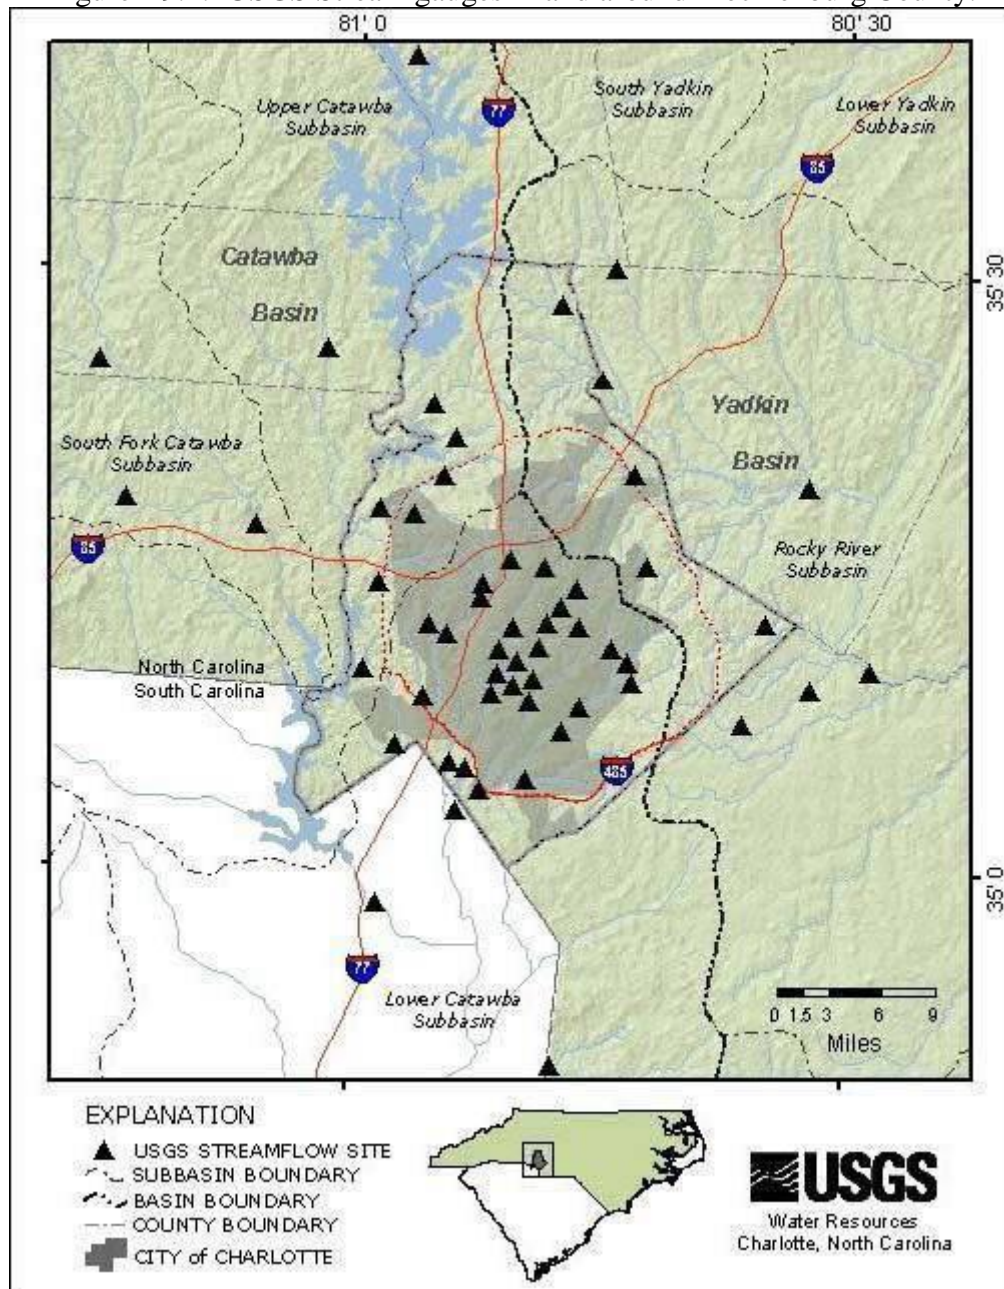 81° 0
80° 30
77
South Yadkin
Subbasin
Lower Yadkin
Subbasin
Upper Catawba
Subbasin
85
Catawba
Basin
35° 30
Yadkin
Basin
South Fork Catawba
Subbasin
85
Rocky River
Subbasin
North Carolina
South Carolina
485
35° 0
77
Lower Catawba
Subbasin
0 1.5 3 6 9
Miles
EXPLANATION
USGS STREAMFLOW SITE
SUBBASIN BOUNDARY
BASIN BOUNDARY
COUNTY BOUNDARY
CITY of CHARLOTTE
USGS
Water Resources
Charlotte, North Carolina